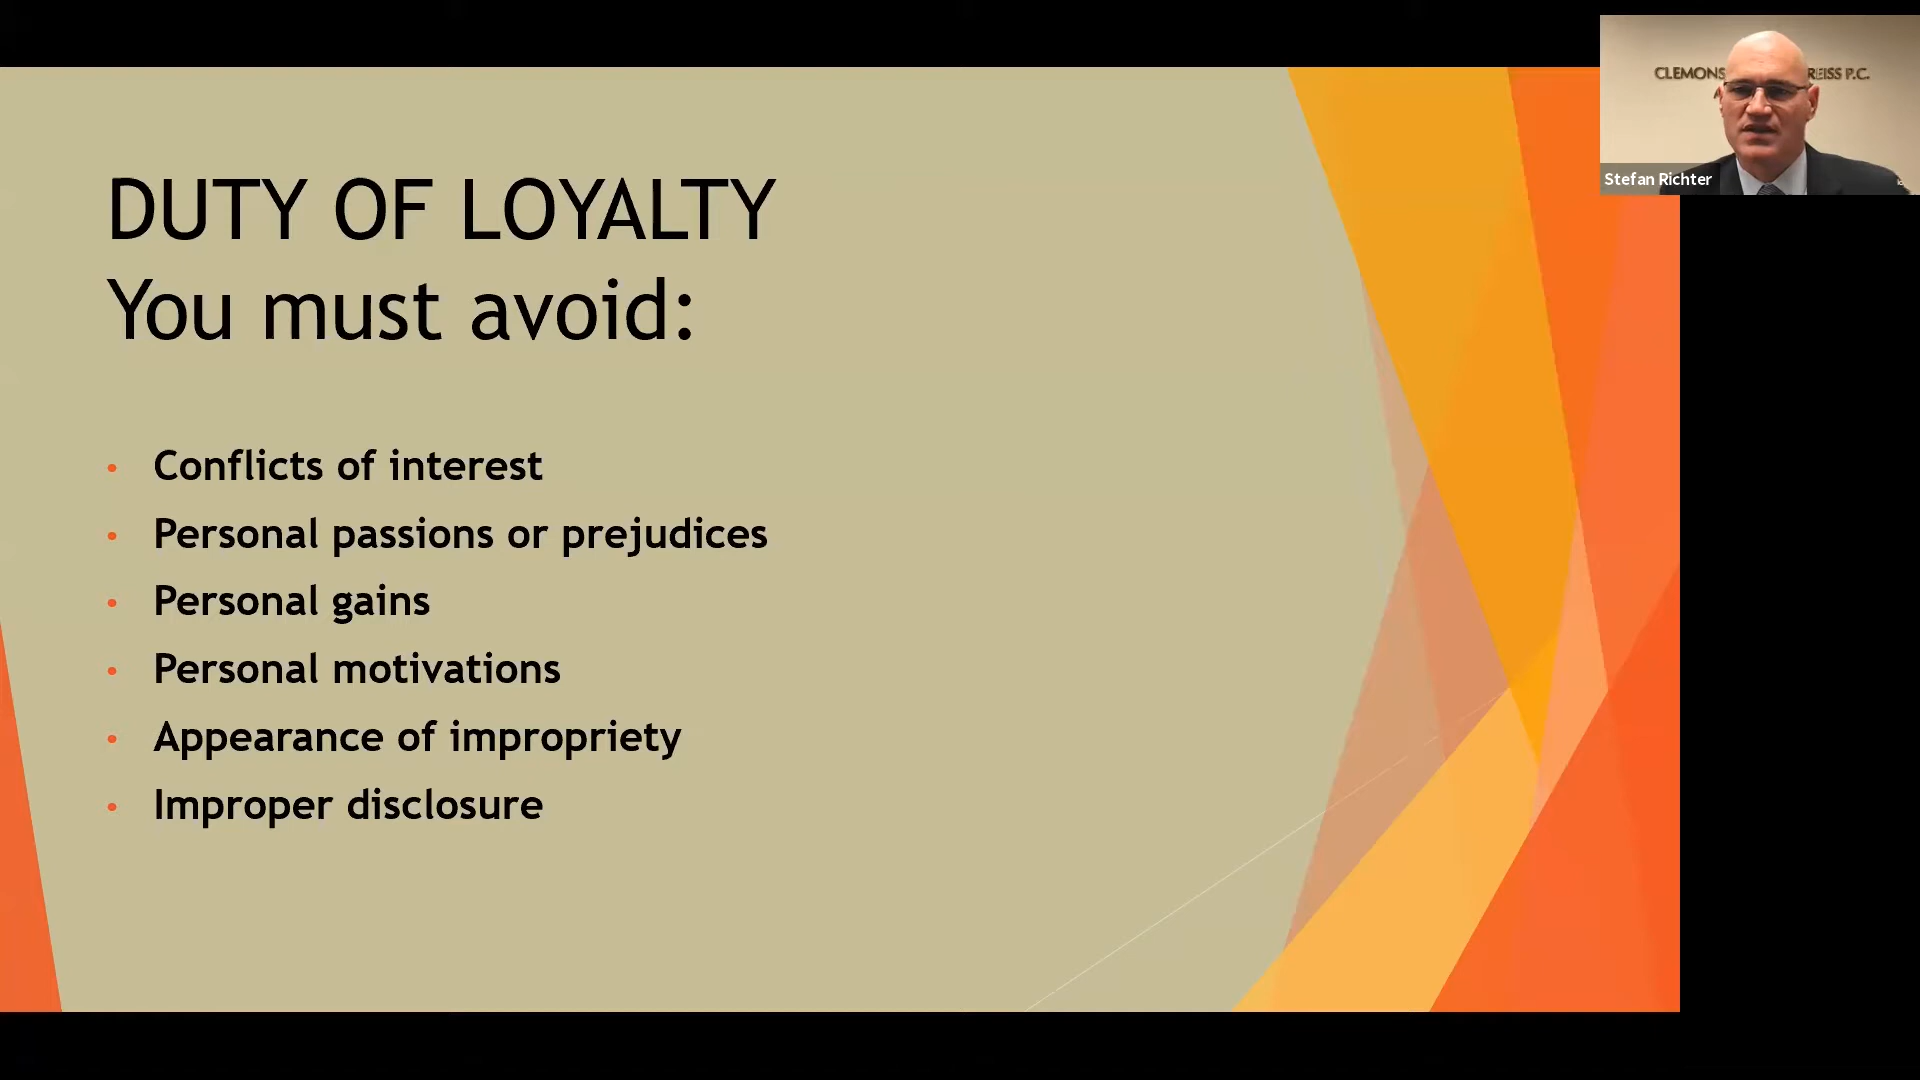 DUTY OF LOYALTY
You must avoid:
• Conflicts of interest
• Personal passions or prejudices
• Personal gains
• Personal motivations
• Appearance of impropriety
• Improper disclosure
CLEMONS REISS P.C.
Stefan Richter